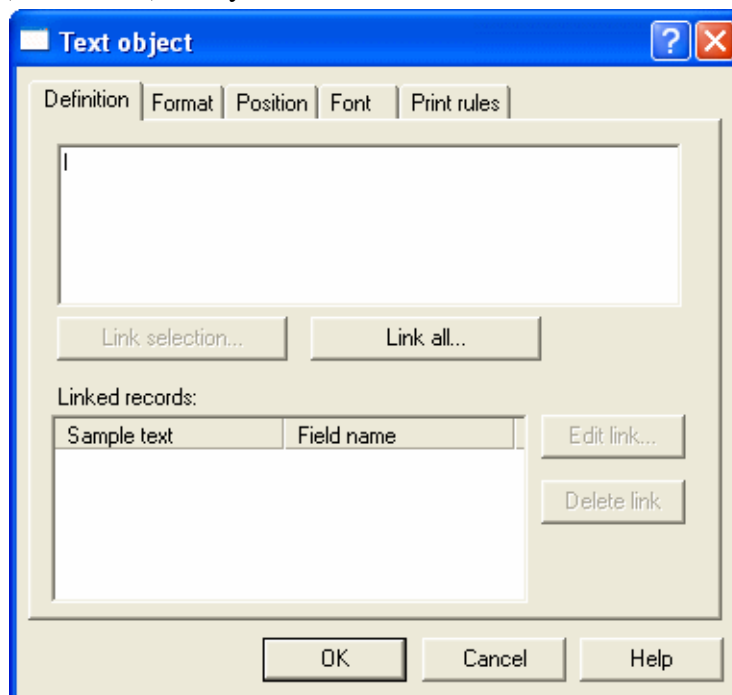 Text object
Definition Format Position Font Print rules
Link selection... Link all...
Linked records:
Sample text Field name
Edit link...
Delete link
OK Cancel Help